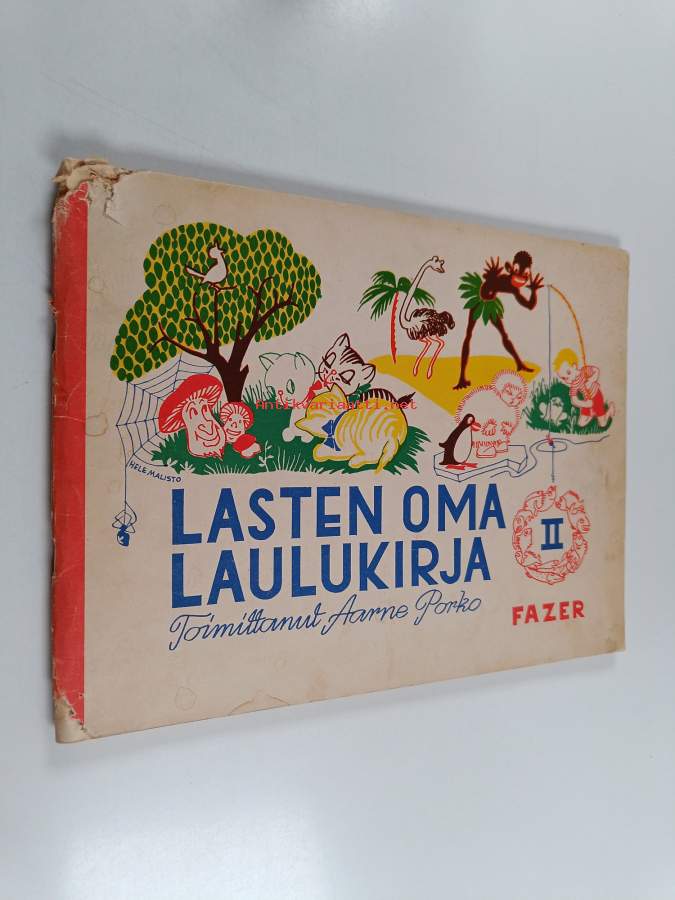 Antikvariaatti.net
HELE MALISTO
LASTEN OMA
LAULUKIRJA
II
Toimittanut Aarne Porko
FAZER